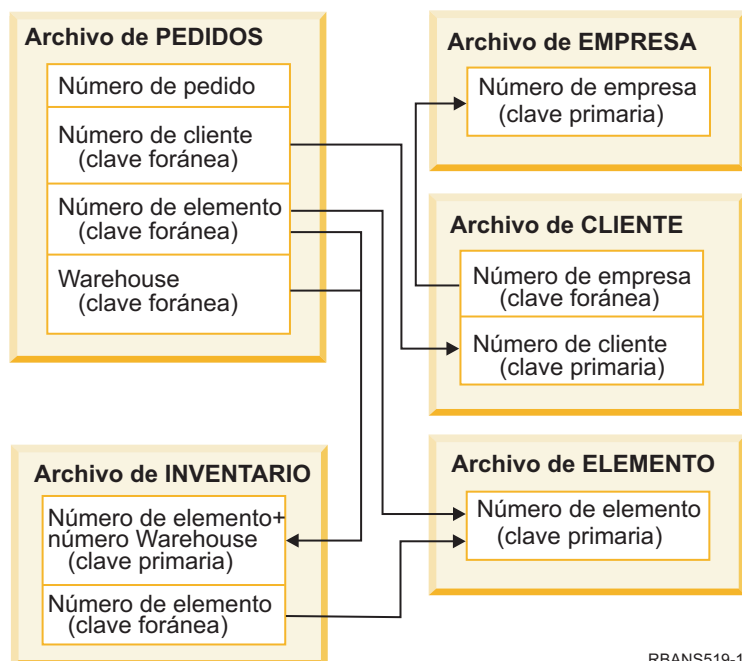 Archivo de PEDIDOS
Número de pedido
Número de cliente
(clave foránea)
Número de elemento
(clave foránea)
Warehouse
(clave foránea)
Archivo de EMPRESA
Número de empresa
(clave primaria)
Archivo de CLIENTE
Número de empresa
(clave foránea)
Número de cliente
(clave primaria)
Archivo de INVENTARIO
Número de elemento+
número Warehouse
(clave primaria)
Número de elemento
(clave foránea)
Archivo de ELEMENTO
Número de elemento
(clave primaria)
RBANS519-1